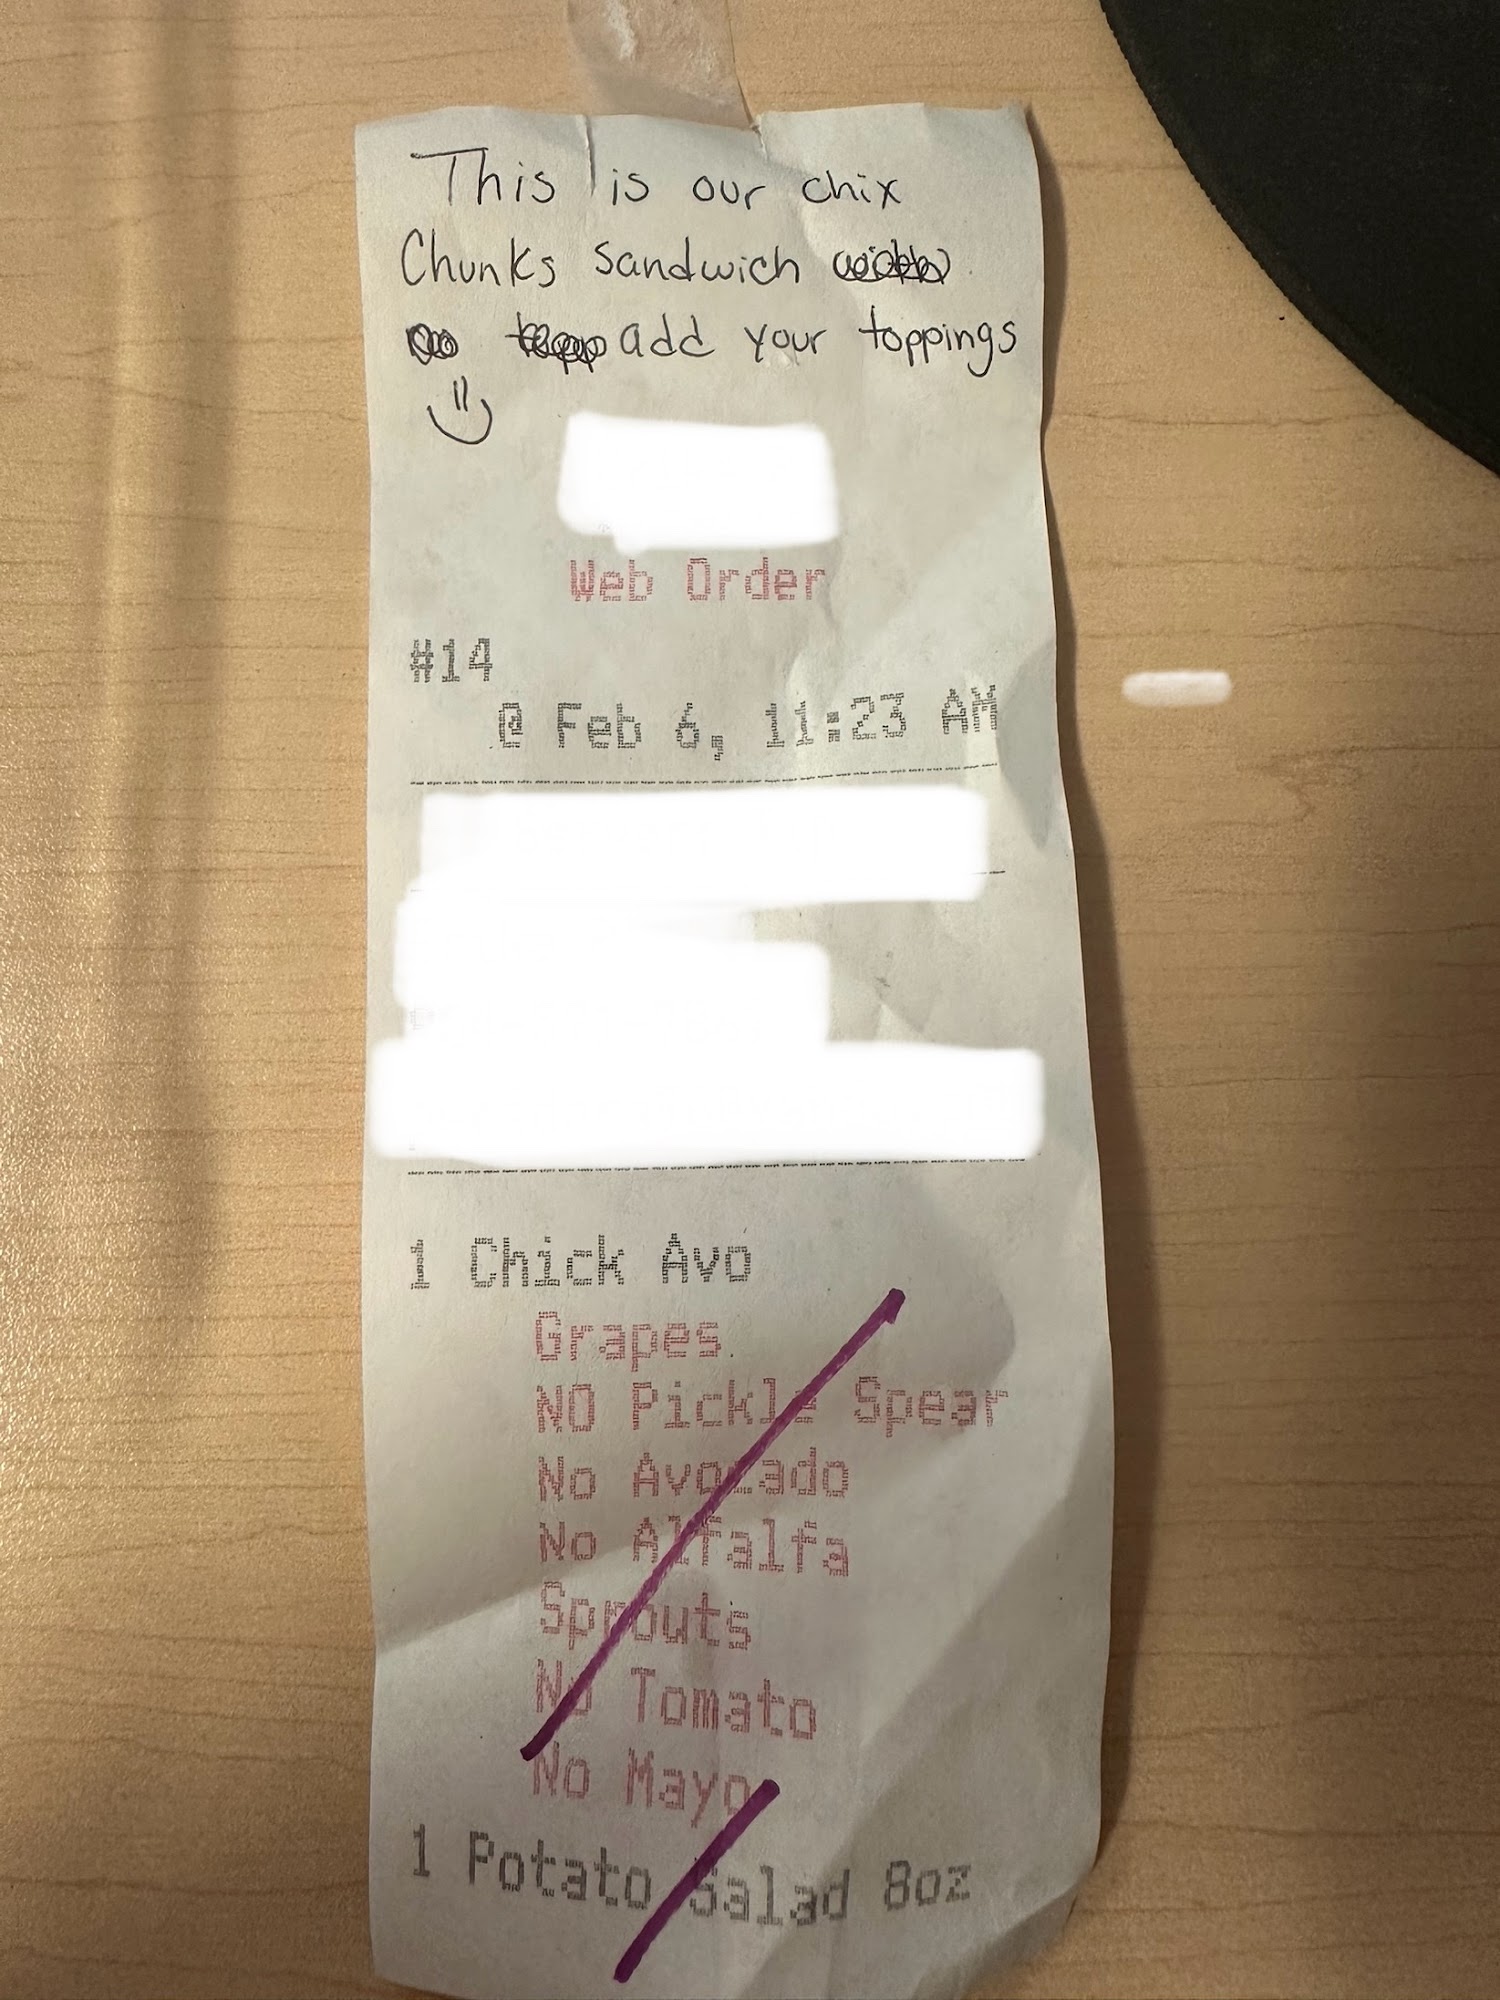 This is our chix
Chunks sandwich
add your toppings
Web Order
#14
@ Feb 6, 11:23 AM
1 Chick Avo
Grapes
NO Pickle Spear
No Avocado
No Alfalfa
Sprouts
No Tomato
No Mayo
1 Potato Salad 8oz